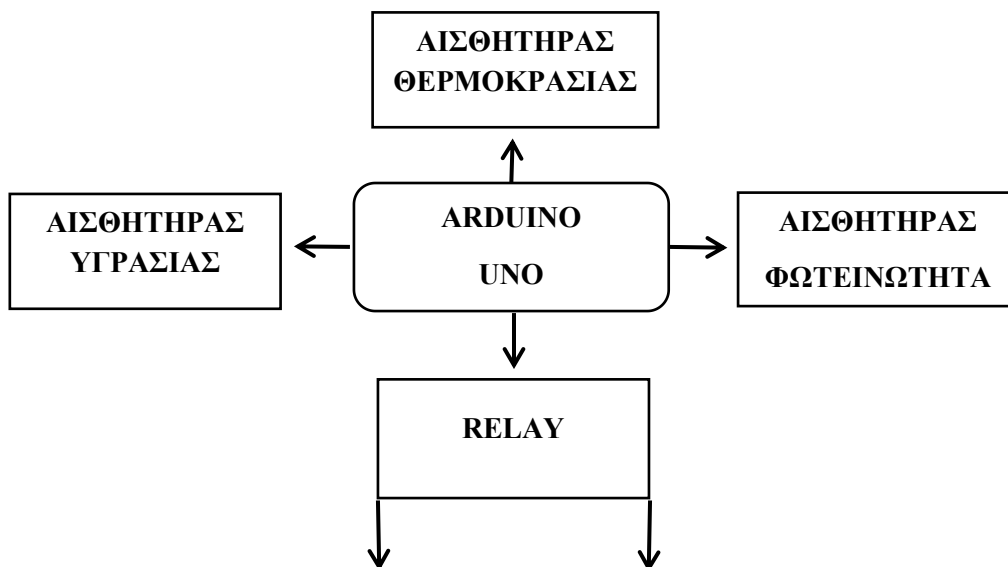 ΑΙΣΘΗΤΗΡΑΣ
ΘΕΡΜΟΚΡΑΣΙΑΣ
ΑΙΣΘΗΤΗΡΑΣ
ΥΓΡΑΣΙΑΣ
ARDUINO
UNO
ΑΙΣΘΗΤΗΡΑΣ
ΦΩΤΕΙΝΩΤΗΤΑ
RELAY